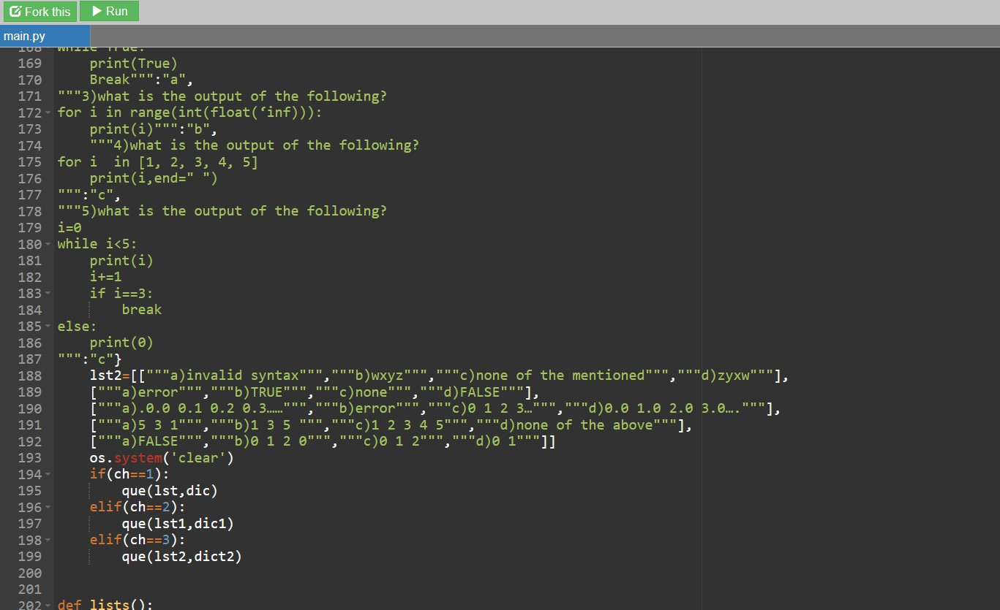 Fork this Run
main.py
168 While True:
169 print(True)
170 Break""":"a",
171 """3)what is the output of the following?
172 for i in range(int(float(‘inf))):
173 print(i)""":"b",
174 """4)what is the output of the following?
175 for i  in [1, 2, 3, 4, 5]
176 print(i,end=" ")
177 """:"c",
178 """5)what is the output of the following?
179 i=0
180 while i<5:
181 print(i)
182 i+=1
183 if i==3:
184 break
185 else:
186 print(0)
187 """:"c"}
188 lst2=[["""a)invalid syntax""","""b)wxyz""","""c)none of the mentioned""","""d)zyxw"""],
189 ["""a)error""","""b)TRUE""","""c)none""","""d)FALSE"""],
190 ["""a).0.0 0.1 0.2 0.3……""","""b)error""","""c)0 1 2 3…""","""d)0.0 1.0 2.0 3.0…."""],
191 ["""a)5 3 1""","""b)1 3 5 ""","""c)1 2 3 4 5""","""d)none of the above"""],
192 ["""a)FALSE""","""b)0 1 2 0""","""c)0 1 2""","""d)0 1"""]]
193 os.system('clear')
194 if(ch==1):
195 que(lst,dic)
196 elif(ch==2):
197 que(lst1,dic1)
198 elif(ch==3):
199 que(lst2,dict2)
200
201
202 def lists():